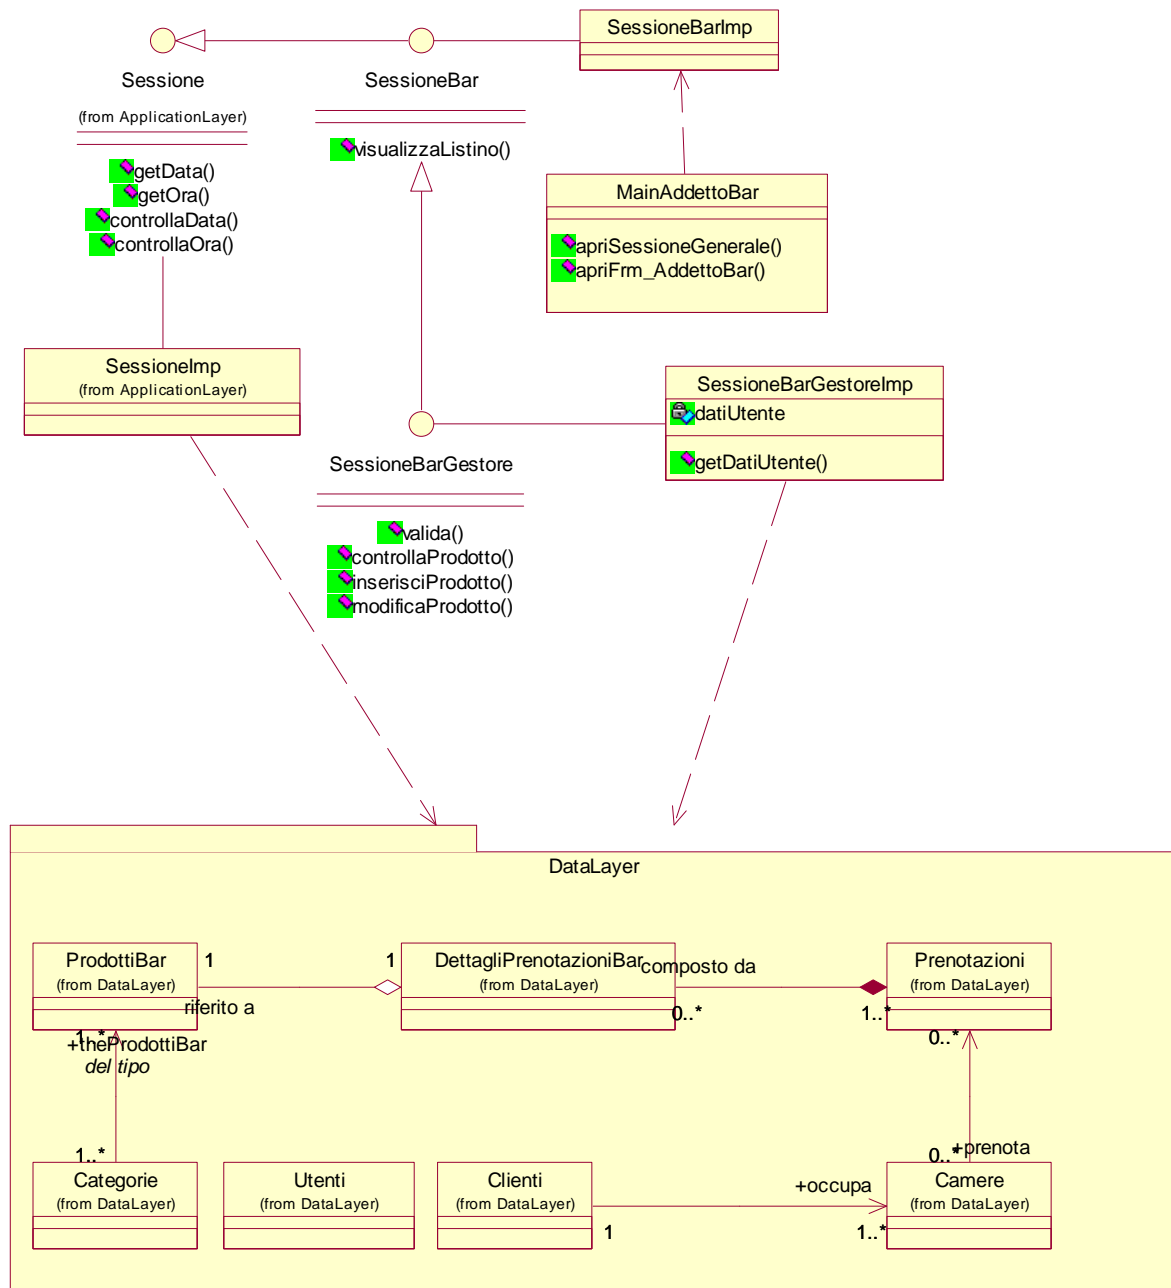 SessioneBarImp
Sessione
(from ApplicationLayer)
getData()
getOra()
controllaData()
controllaOra()
SessioneBar
visualizzaListino()
MainAddettoBar
apriSessioneGenerale()
apriFrm_AddettoBar()
SessioneImp
(from ApplicationLayer)
SessioneBarGestoreImp
datiUtente
getDatiUtente()
SessioneBarGestore
valida()
controllaProdotto()
inserisciProdotto()
modificaProdotto()
DataLayer
ProdottiBar
(from DataLayer)
1
riferito a
1
DettagliPrenotazioniBar
(from DataLayer)
composto da
0..*
1..*
Prenotazioni
(from DataLayer)
1..*
+theProdottiBar
del tipo
0..*
1..*
0..*
+prenota
Categorie
(from DataLayer)
Utenti
(from DataLayer)
Clienti
(from DataLayer)
1
+occupa
1..*
Camere
(from DataLayer)